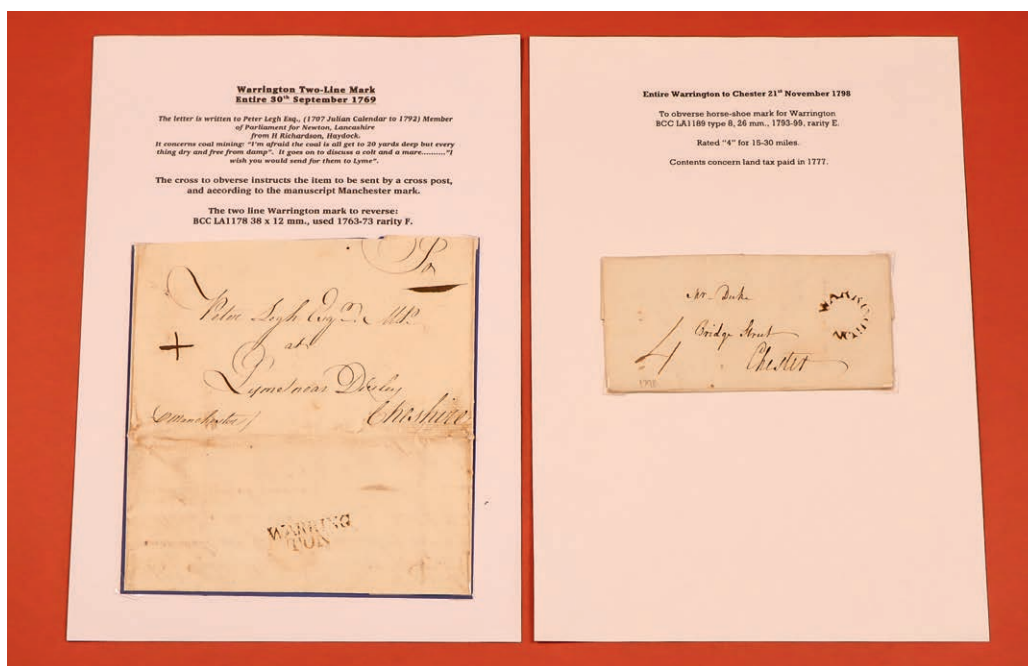 Warrington Two-Line Mark
Entire 30th September 1769
The letter is written to Peter Legh Esq., (1707 Julian Calendar to 1792) Member
of Parliament for Newton, Lancashire
from H Richardson, Haydock.
It concerns coal mining: "I'm afraid the coal is all get to 20 yards deep but every
thing dry and free from damp". It goes on to discuss a colt and a mare.........."I
wish you would send for them to Lyme".
The cross to obverse instructs the item to be sent by a cross post,
and according to the manuscript Manchester mark.
The two line Warrington mark to reverse:
BCC LA1178 38 x 12 mm., used 1763-73 rarity F.
Peter Legh Esqr. M.P.
+
at
Lyme near Disley
Manchester
Cheshire
WARRING
TON
Entire Warrington to Chester 21st November 1798
To obverse horse-shoe mark for Warrington
BCC LA1189 type 8, 26 mm., 1793-99, rarity E.
Rated "4" for 15-30 miles.
Contents concern land tax paid in 1777.
Mr. Duke
WARRINGTON
Bridge Street
4
Chester
1798